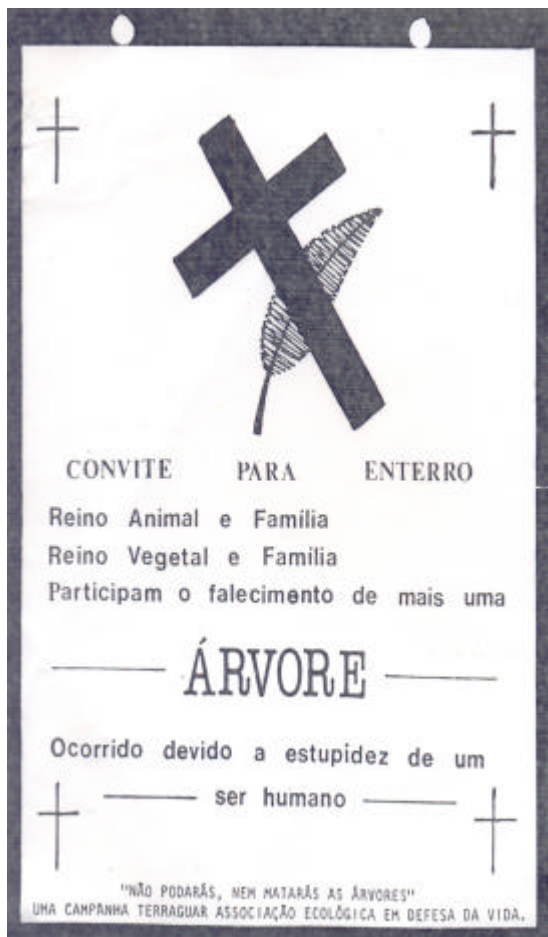 CONVITE PARA ENTERRO
Reino Animal e Família
Reino Vegetal e Família
Participam o falecimento de mais uma
ÁRVORE
Ocorrido devido a estupidez de um
ser humano
"NÃO PODARÁS, NEM MATARÁS AS ÁRVORES"
UMA CAMPANHA TERRAGUAR ASSOCIAÇÃO ECOLÓGICA EM DEFESA DA VIDA.